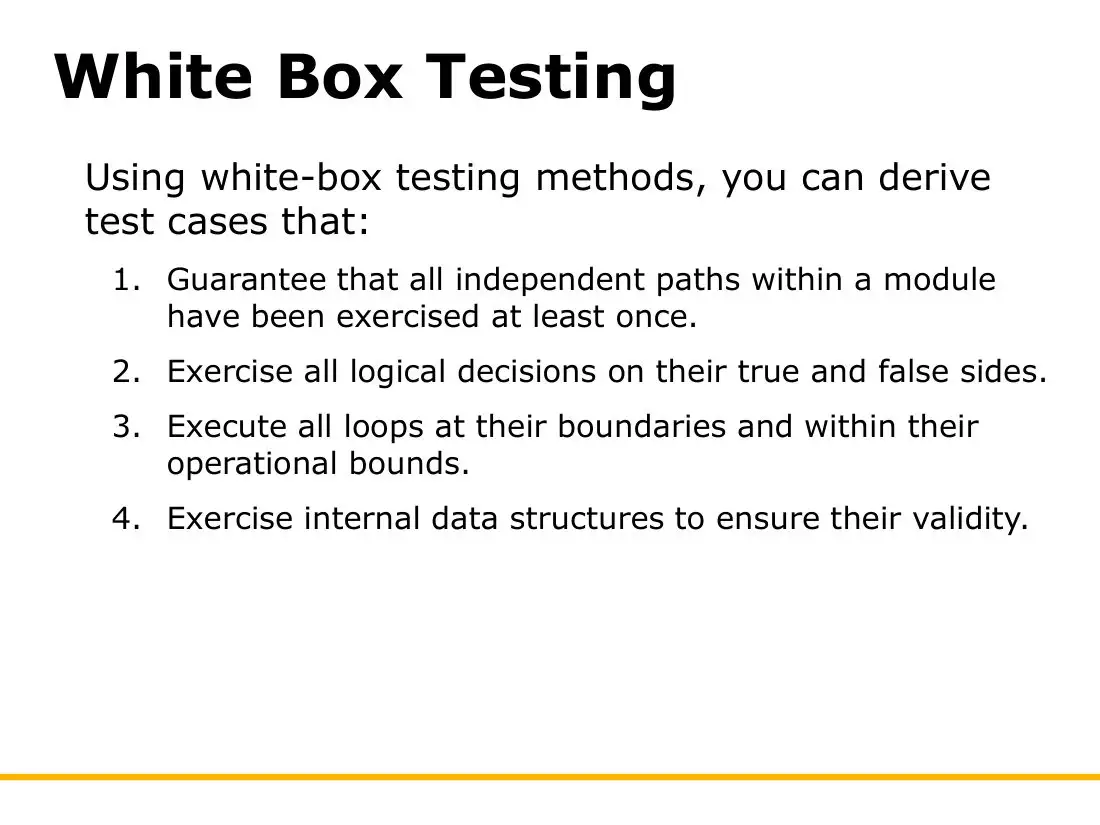 White Box Testing
Using white-box testing methods, you can derive
test cases that:
1. Guarantee that all independent paths within a module
have been exercised at least once.
2. Exercise all logical decisions on their true and false sides.
3. Execute all loops at their boundaries and within their
operational bounds.
4. Exercise internal data structures to ensure their validity.